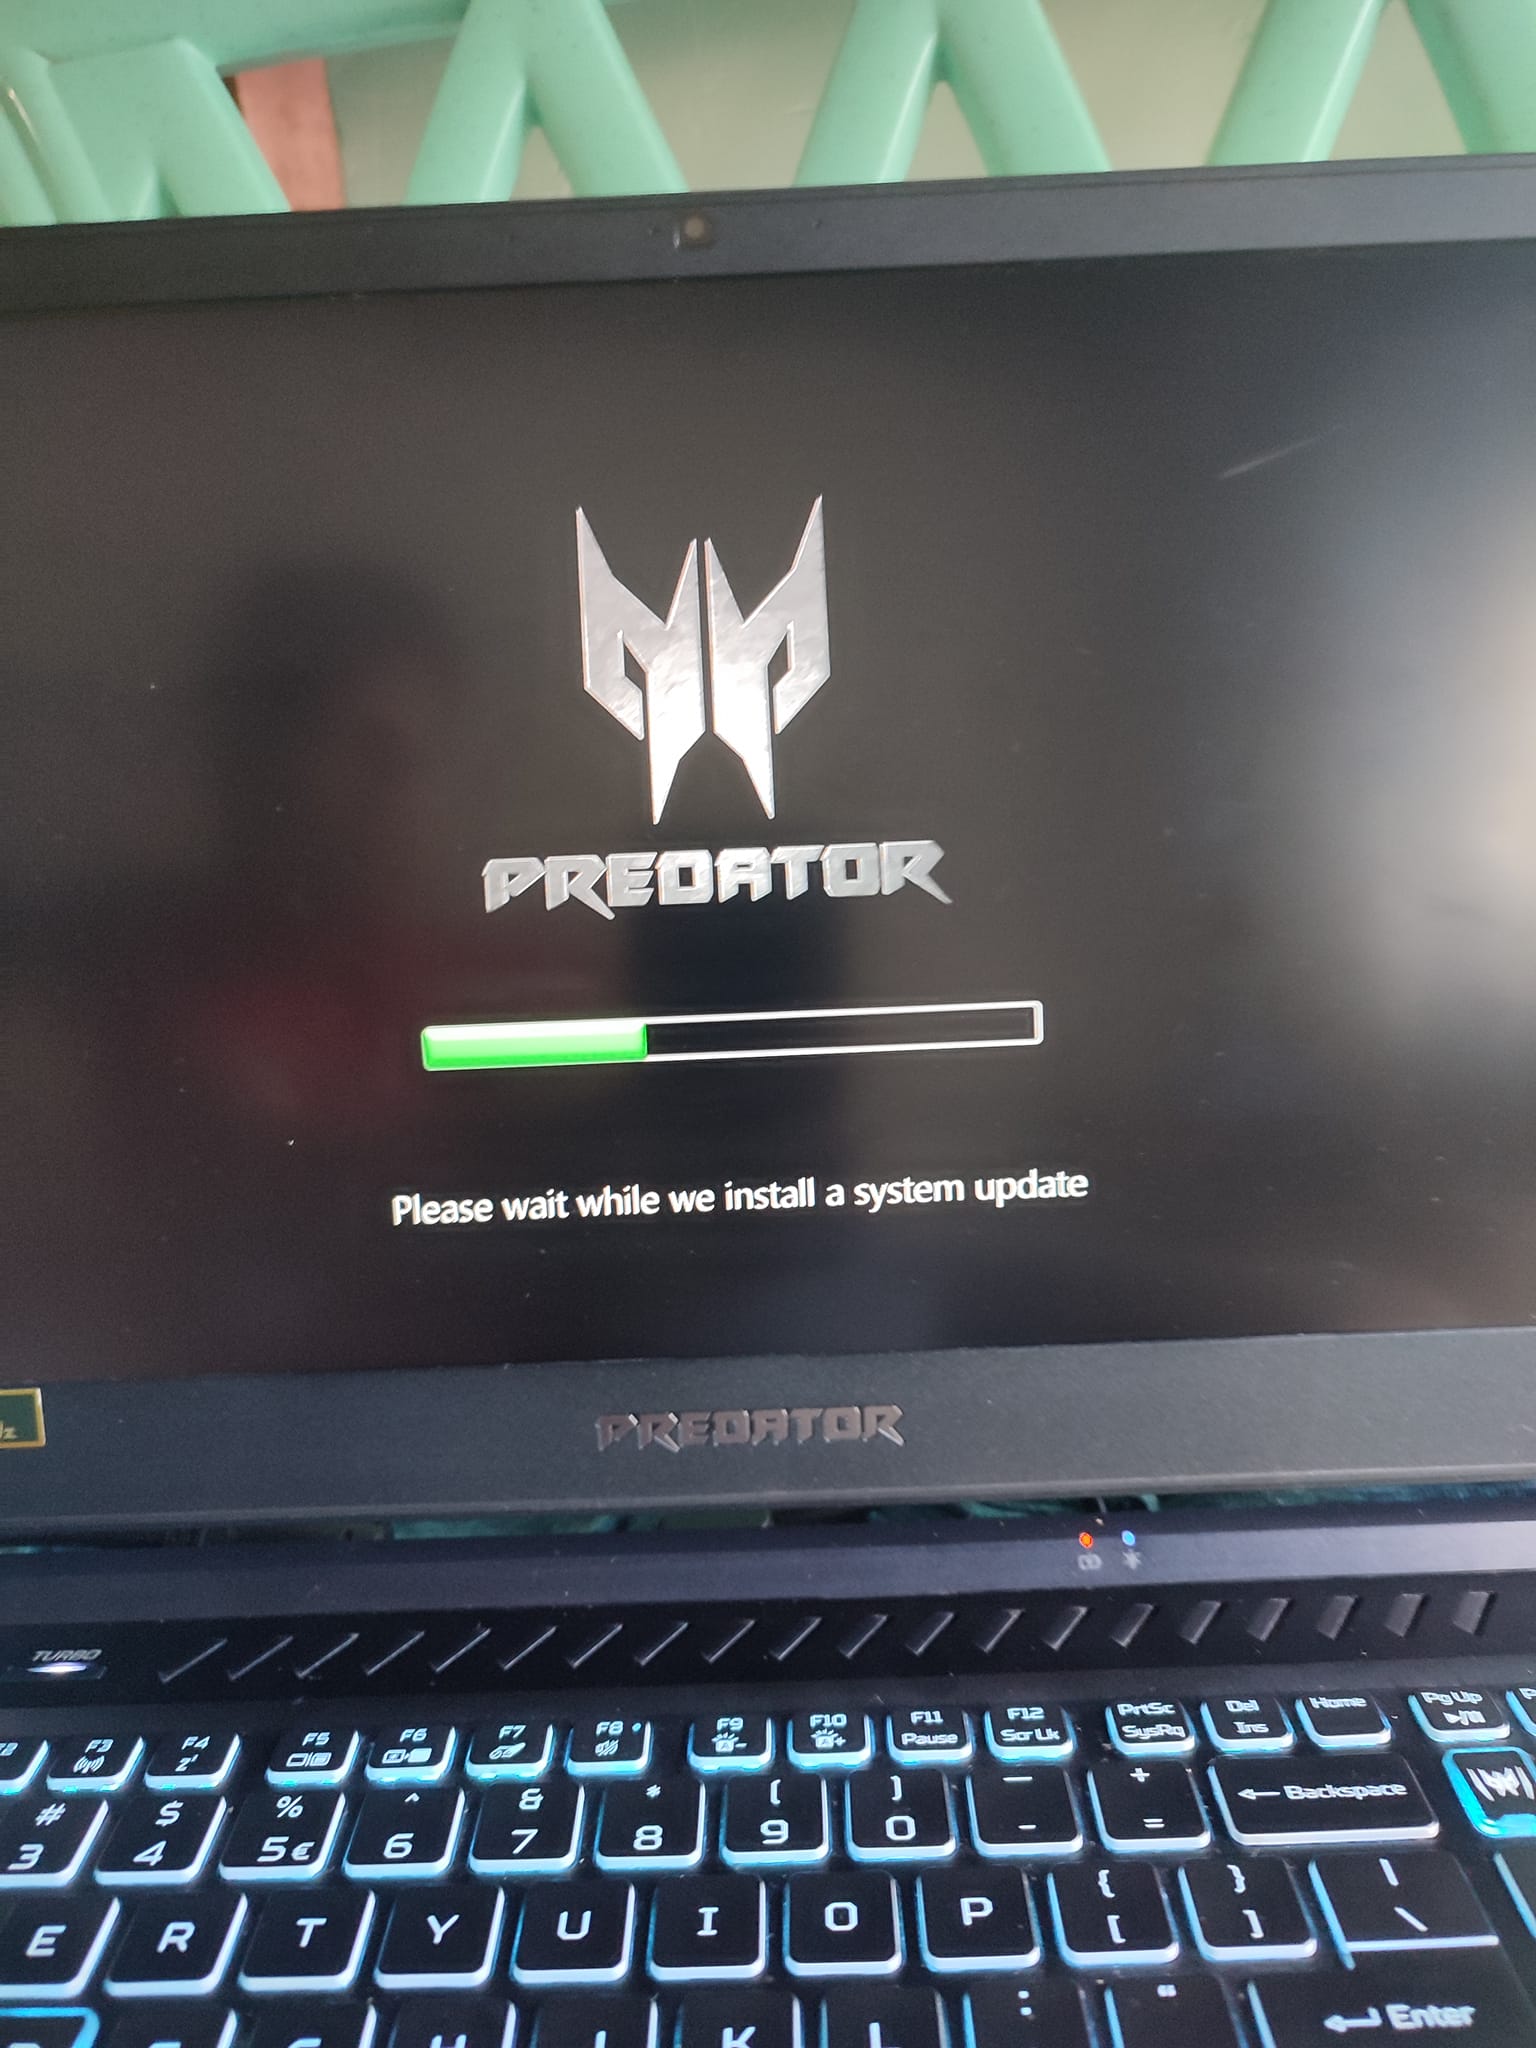 PREDATOR
Please wait while we install a system update
PREDATOR
TURBO
F3 F4 F5 F6 F7 F8 F9 F10 F11 F12 PrtSc Del Home Pg Up
z Pause Scr Lk SysRq Ins
# $ % ^ & * ( ) _ + ← Backspace
3 4 5€ 6 7 8 9 0 - =
E R T Y U I O P { } |
[ ] \
K L : " Enter